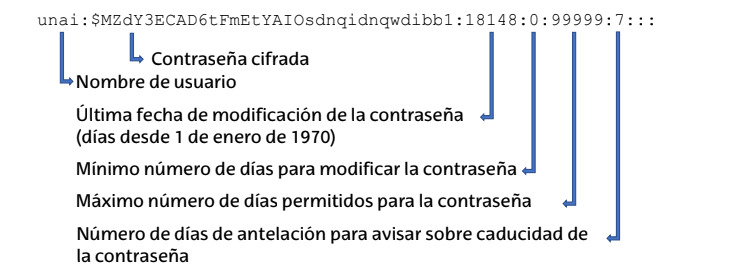 unai:$MZdY3ECAD6tFmEtYAIOsdnqidnqwdibb1:18148:0:99999:7:::
Contraseña cifrada
Nombre de usuario
Última fecha de modificación de la contraseña
(días desde 1 de enero de 1970)
Mínimo número de días para modificar la contraseña
Máximo número de días permitidos para la contraseña
Número de días de antelación para avisar sobre caducidad de
la contraseña